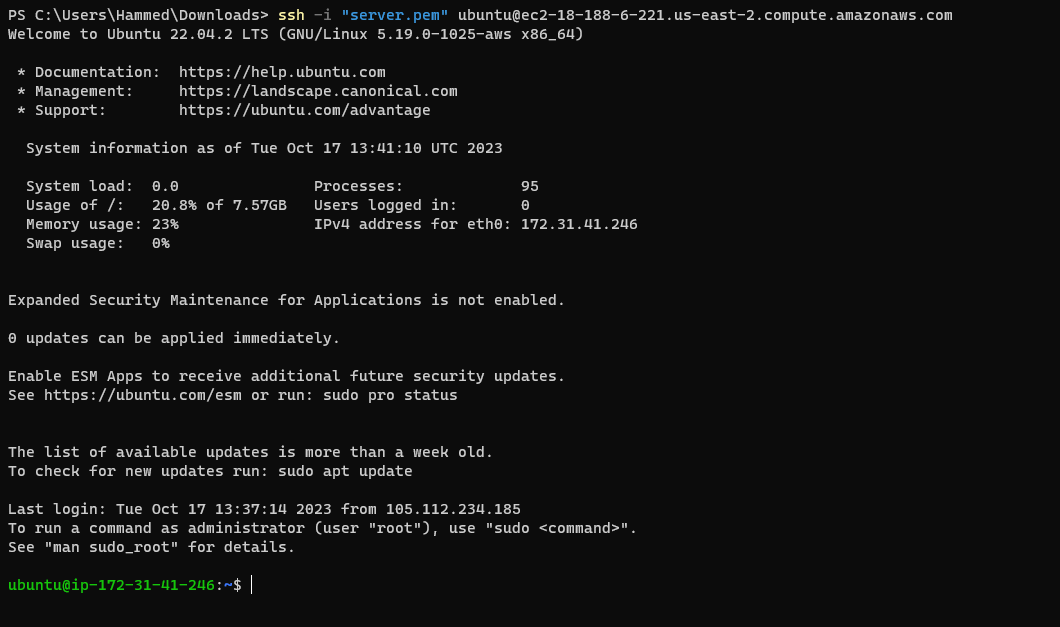 PS C:\Users\Hammed\Downloads> ssh -i "server.pem" ubuntu@ec2-18-188-6-221.us-east-2.compute.amazonaws.com
Welcome to Ubuntu 22.04.2 LTS (GNU/Linux 5.19.0-1025-aws x86_64)

 * Documentation:  https://help.ubuntu.com
 * Management:     https://landscape.canonical.com
 * Support:        https://ubuntu.com/advantage

  System information as of Tue Oct 17 13:41:10 UTC 2023

  System load:  0.0               Processes:             95
  Usage of /:   20.8% of 7.57GB   Users logged in:       0
  Memory usage: 23%               IPv4 address for eth0: 172.31.41.246
  Swap usage:   0%


Expanded Security Maintenance for Applications is not enabled.

0 updates can be applied immediately.

Enable ESM Apps to receive additional future security updates.
See https://ubuntu.com/esm or run: sudo pro status


The list of available updates is more than a week old.
To check for new updates run: sudo apt update

Last login: Tue Oct 17 13:37:14 2023 from 105.112.234.185
To run a command as administrator (user "root"), use "sudo <command>".
See "man sudo_root" for details.

ubuntu@ip-172-31-41-246:~$